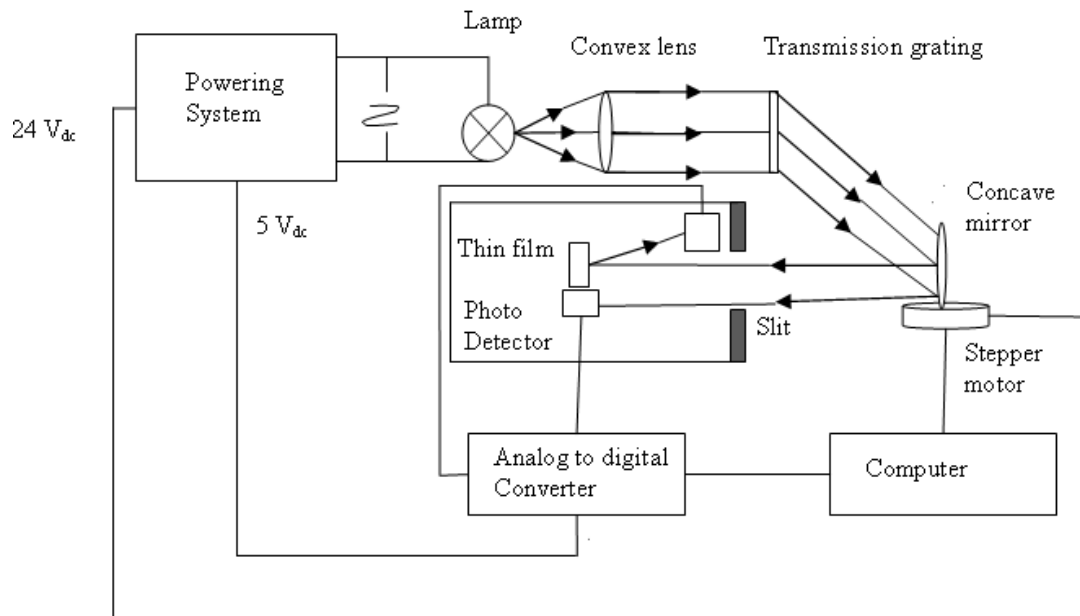 Lamp
Convex lens
Transmission grating
Powering
System
24 Vdc
5 Vdc
Concave
mirror
Thin film
Photo
Detector
Slit
Stepper
motor
Analog to digital
Converter
Computer